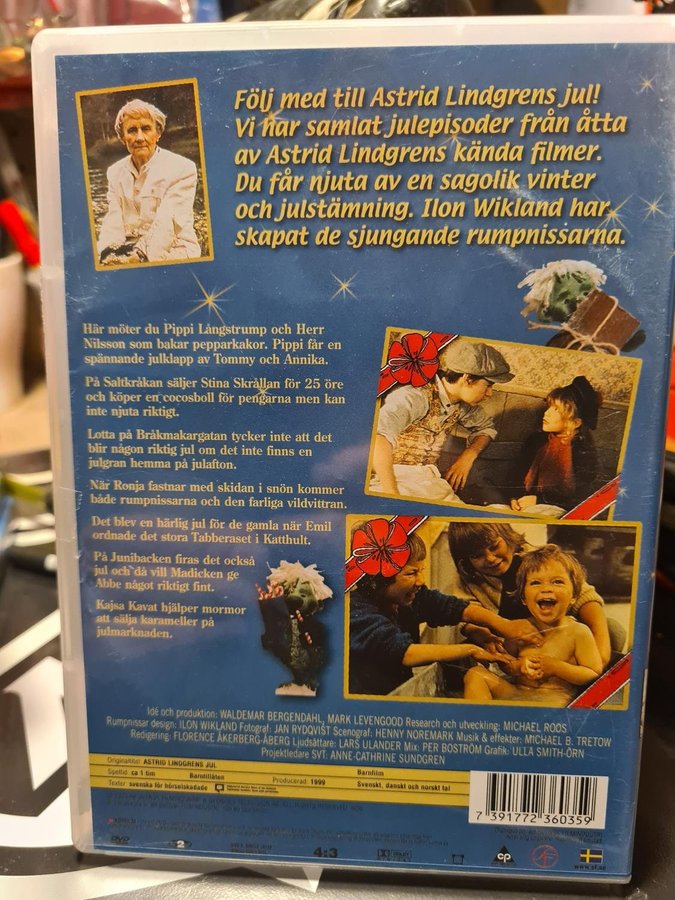 Följ med till Astrid Lindgrens jul!
Vi har samlat julepisoder från åtta
av Astrid Lindgrens kända filmer.
Du får njuta av en sagolik vinter
och julstämning. Ilon Wikland har
skapat de sjungande rumpnissarna.
Här möter du Pippi Långstrump och Herr
Nilsson som bakar pepparkakor. Pippi får en
spännande julklapp av Tommy och Annika.
På Saltkråkan säljer Stina Skrållan för 25 öre
och köper en cocosboll för pengarna men kan
inte njuta riktigt.
Lotta på Bråkmakargatan tycker inte att det
blir någon riktig jul om det inte finns en
julgran hemma på julafton.
När Ronja fastnar med skidan i snön kommer
både rumpnissarna och den farliga vildvittran.
Det blev en härlig jul för de gamla när Emil
ordnade det stora Tabberaset i Katthult.
På Junibacken firas det också
jul och då vill Madicken ge
Abbe något riktigt fint.
Kajsa Kavat hjälper mormor
att sälja karameller på
julmarknaden.
Idé och produktion: WALDEMAR BERGENDAHL, MARK LEVENGOOD Research och utveckling: MICHAEL ROOS
Rumpnissar design: ILON WIKLAND Fotograf: JAN RYDQVIST Scenograf: HENNY NOREMARK Musik & effekter: MICHAEL B. TRETOW
Redigering: FLORENCE ÅKERBERG-ÅBERG Ljudsättare: LARS ULANDER Mix: PER BOSTRÖM Grafik: ULLA SMITH-ÖRN
Projektledare SVT: ANNE-CATHRINE SUNDGREN
Originaltitel: ASTRID LINDGRENS JUL
Speltid: ca 1 tim Barntillåten Producerad: 1999 Barnfilm
Texter: svenska för hörselskadade Svenskt, danskt och norskt tal
7 391772 360359
DVD 2 4:3 DOLBY cp SF
www.sf.se